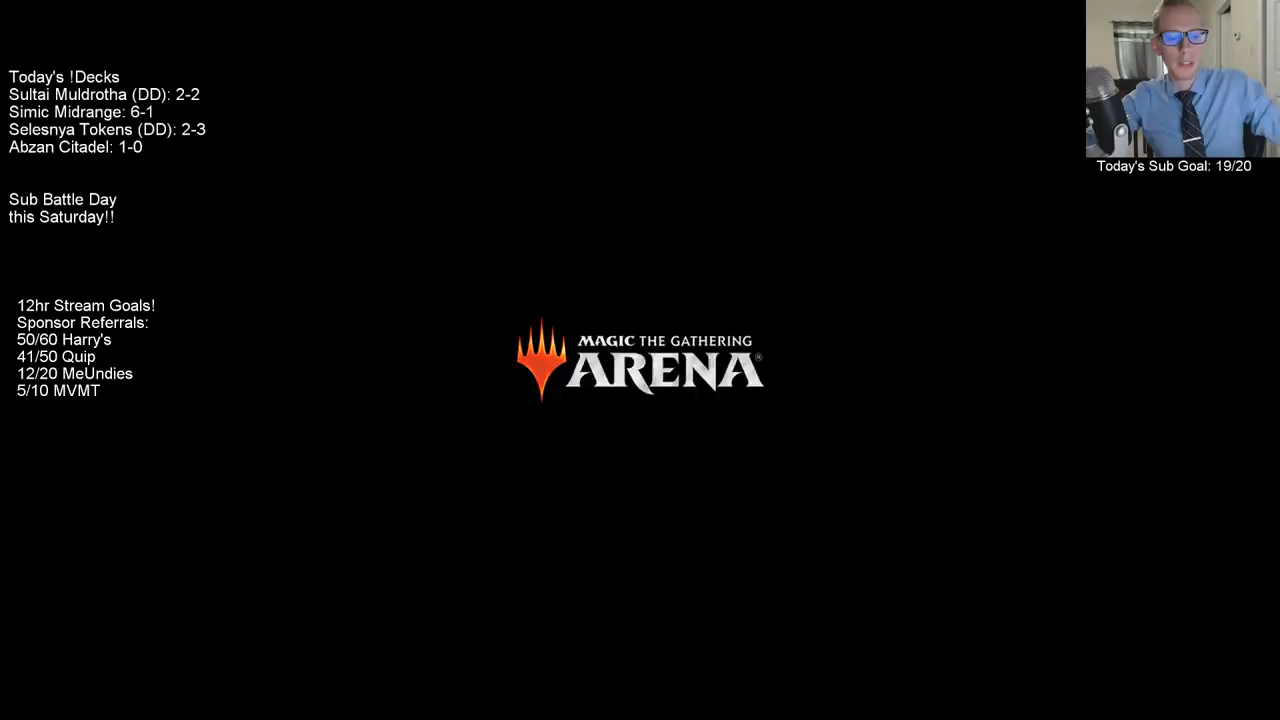 Today's !Decks
Sultai Muldrotha (DD): 2-2
Simic Midrange: 6-1
Selesnya Tokens (DD): 2-3
Abzan Citadel: 1-0
Sub Battle Day
this Saturday!!
12hr Stream Goals!
Sponsor Referrals:
50/60 Harry's
41/50 Quip
12/20 MeUndies
5/10 MVMT
MAGIC THE GATHERING
ARENA®
Today's Sub Goal: 19/20